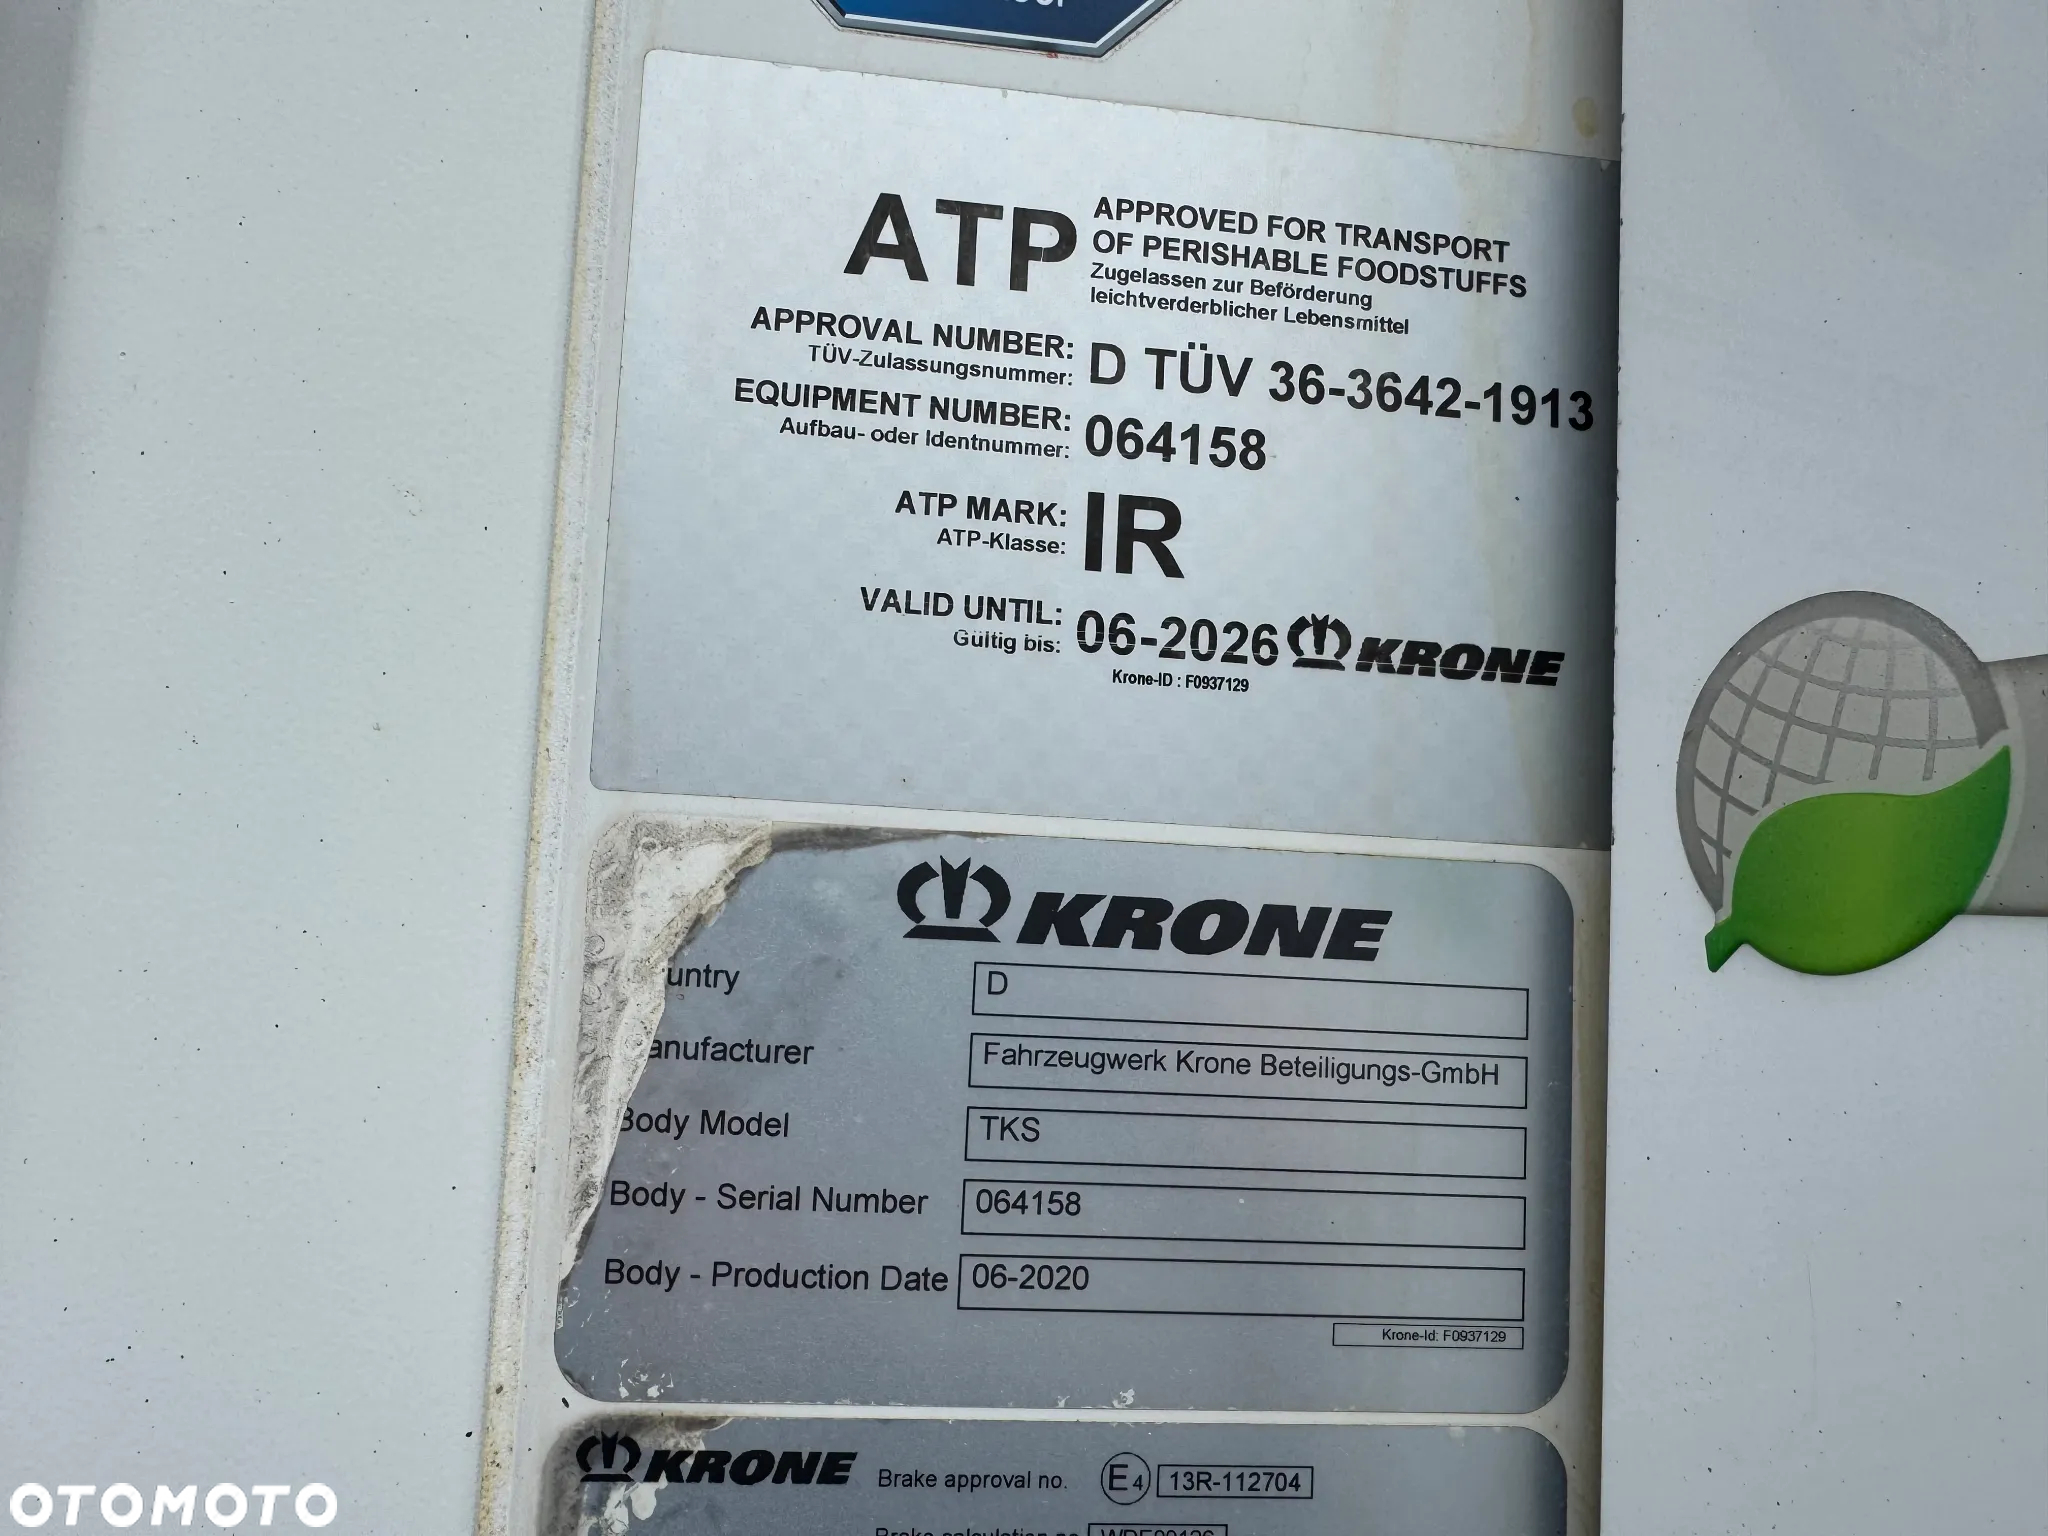 ATP
APPROVED FOR TRANSPORT
OF PERISHABLE FOODSTUFFS
Zugelassen zur Beförderung
leichtverderblicher Lebensmittel
APPROVAL NUMBER: D TÜV 36-3642-1913
TÜV-Zulassungsnummer:
EQUIPMENT NUMBER: 064158
Aufbau- oder Identnummer:
ATP MARK: IR
ATP-Klasse:
VALID UNTIL: 06-2026 KRONE
Gültig bis:
Krone-ID : F0937129
KRONE
untry D
anufacturer Fahrzeugwerk Krone Beteiligungs-GmbH
Body Model TKS
Body - Serial Number 064158
Body - Production Date 06-2020
Krone-Id: F0937129
KRONE Brake approval no. E4 13R-112704
OTOMOTO